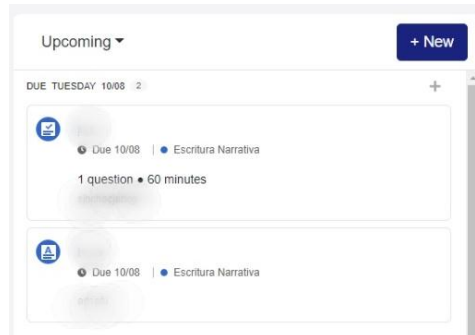 Upcoming
+ New
DUE TUESDAY 10/08 2
Due 10/08 | Escritura Narrativa
1 question • 60 minutes
Due 10/08 | Escritura Narrativa